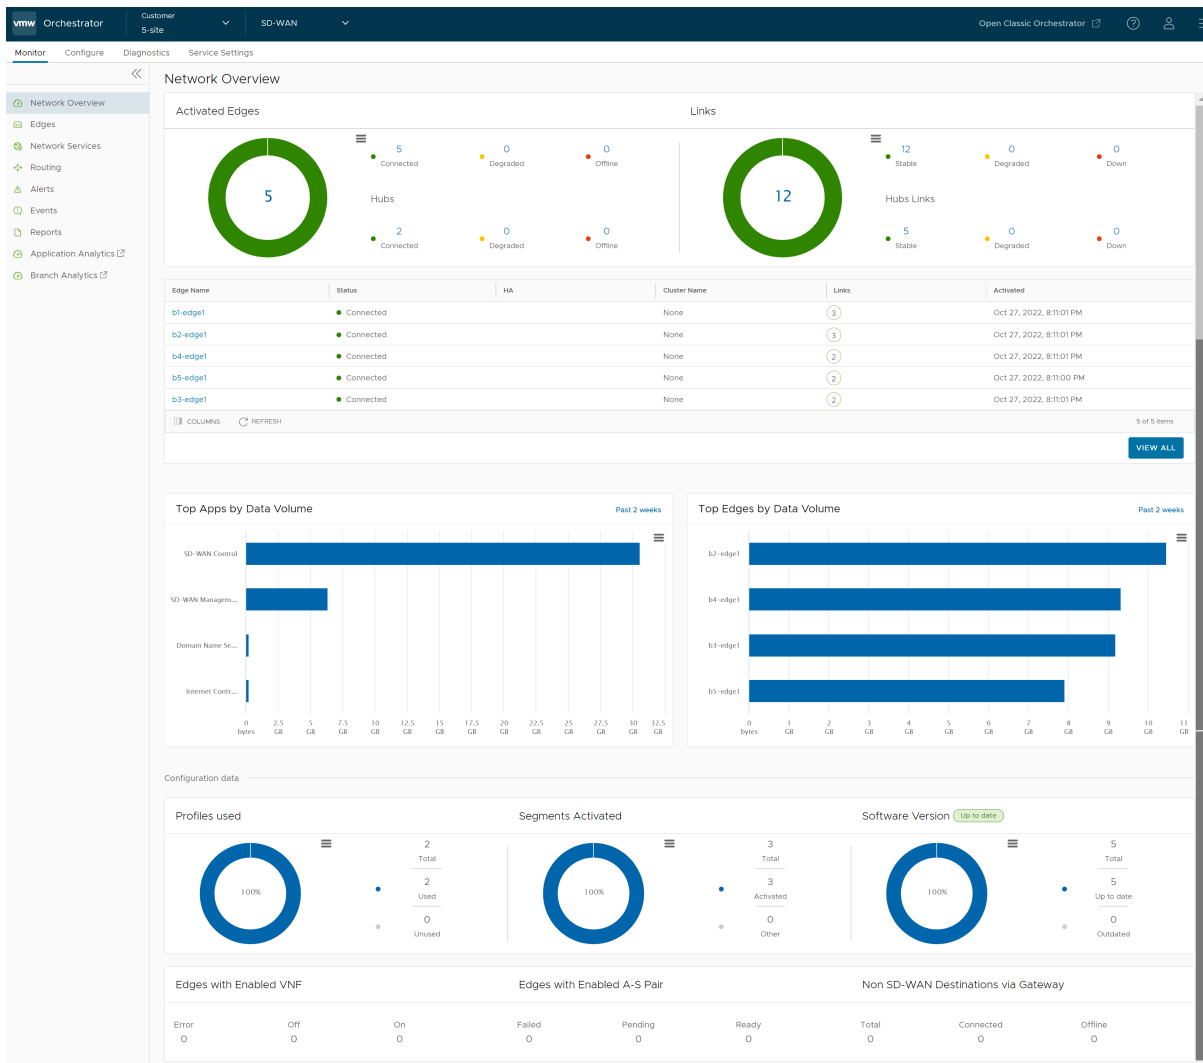 vmw Orchestrator
Customer
5-site
SD-WAN
Open Classic Orchestrator
Monitor Configure Diagnostics Service Settings
Network Overview
Edges
Network Services
Routing
Alerts
Events
Reports
Application Analytics
Branch Analytics
Network Overview
Activated Edges
5
5 0 0
Connected Degraded Offline
Hubs
2 0 0
Connected Degraded Offline
Links
12
12 0 0
Stable Degraded Down
Hubs Links
5 0 0
Stable Degraded Down
Edge Name Status HA Cluster Name Links Activated
b1-edge1 Connected None 3 Oct 27, 2022, 8:11:01 PM
b2-edge1 Connected None 3 Oct 27, 2022, 8:11:01 PM
b4-edge1 Connected None 2 Oct 27, 2022, 8:11:01 PM
b5-edge1 Connected None 2 Oct 27, 2022, 8:11:00 PM
b3-edge1 Connected None 2 Oct 27, 2022, 8:11:01 PM
COLUMNS REFRESH 5 of 5 items
VIEW ALL
Top Apps by Data Volume Past 2 weeks
SD-WAN Control
SD-WAN Managem...
Domain Name Se...
Internet Contr...
0 2.5 5 7.5 10 12.5 15 17.5 20 22.5 25 27.5 30 32.5
bytes GB GB GB GB GB GB GB GB GB GB GB GB GB
Top Edges by Data Volume Past 2 weeks
b2-edge1
b4-edge1
b3-edge1
b5-edge1
0 1 2 3 4 5 6 7 8 9 10 11
bytes GB GB GB GB GB GB GB GB GB GB GB
Configuration data
Profiles used
100%
2
Total
2
Used
0
Unused
Segments Activated
100%
3
Total
3
Activated
0
Other
Software Version Up to date
100%
5
Total
5
Up to date
0
Outdated
Edges with Enabled VNF
Error Off On
0 0 0
Edges with Enabled A-S Pair
Failed Pending Ready
0 0 0
Non SD-WAN Destinations via Gateway
Total Connected Offline
0 0 0